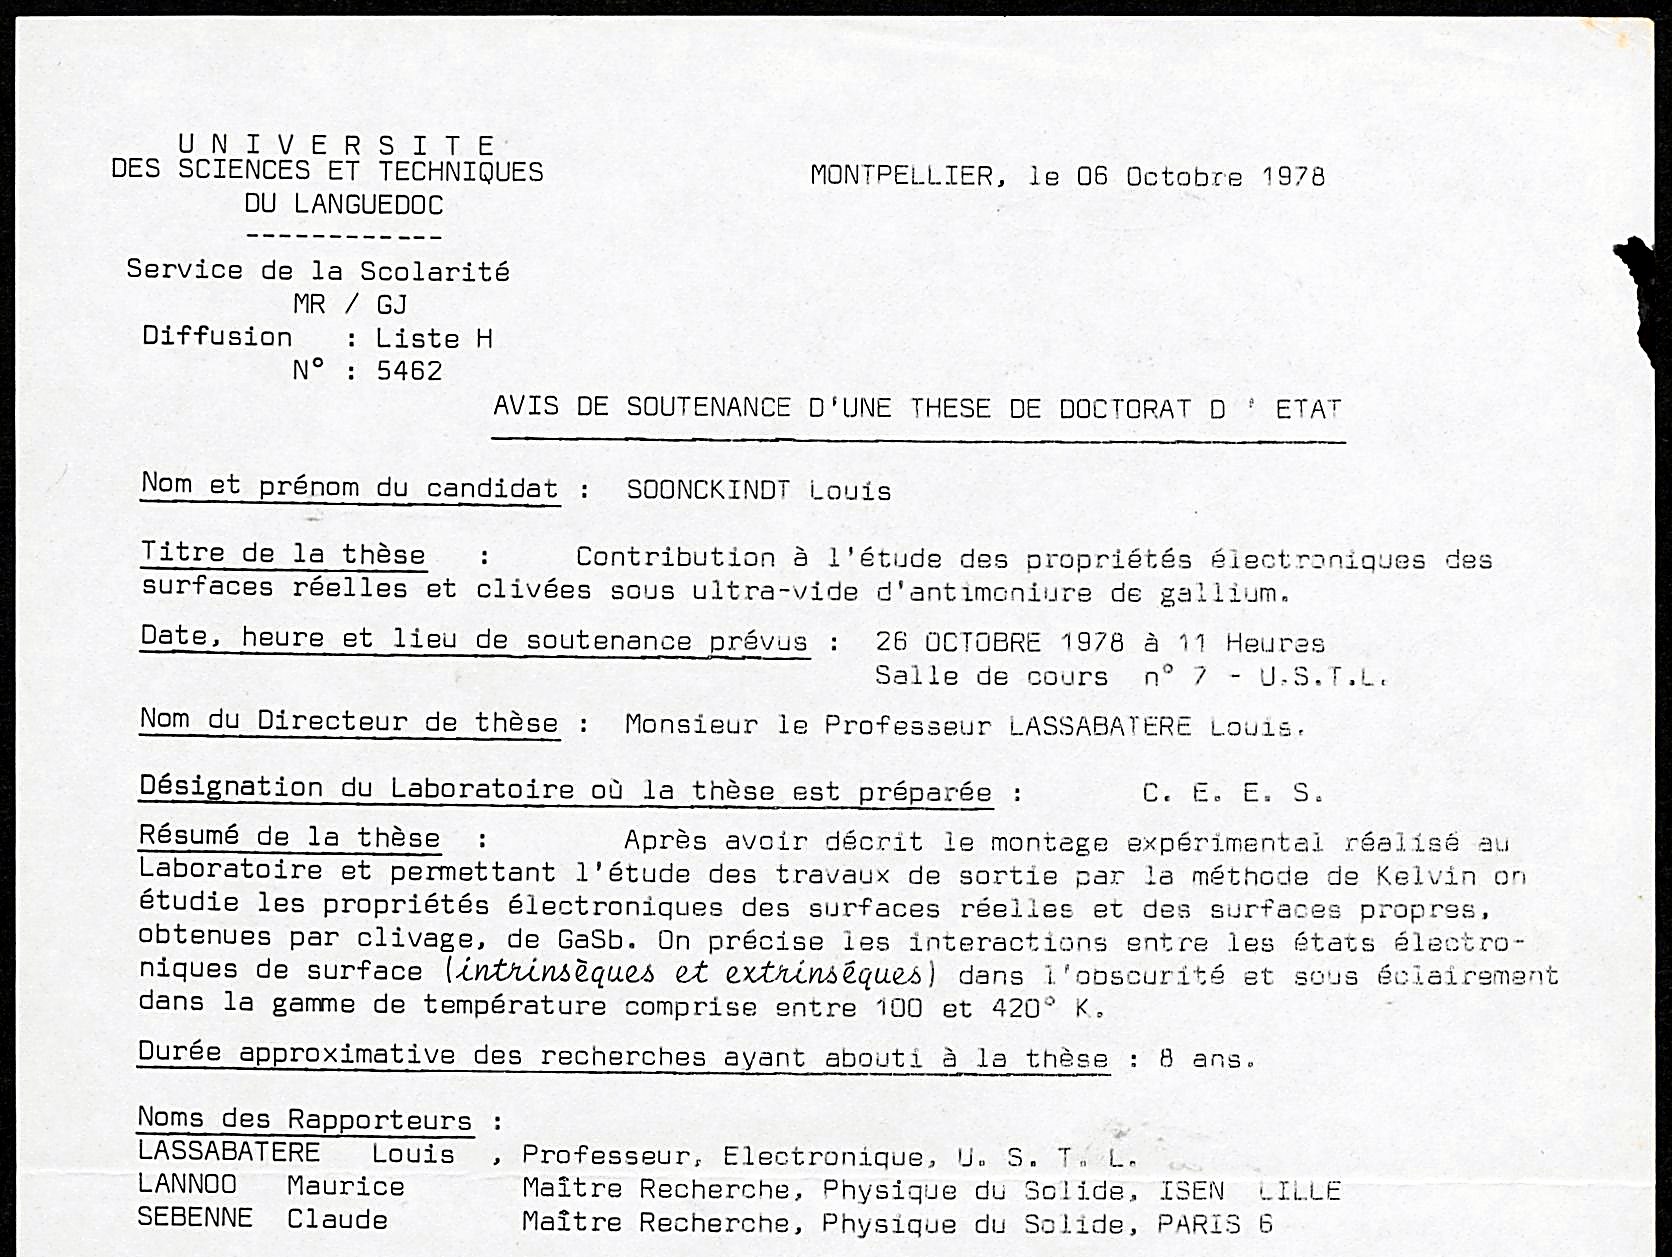 U N I V E R S I T E
DES SCIENCES ET TECHNIQUES
DU LANGUEDOC
------------
MONTPELLIER, le 06 Octobre 1978
Service de la Scolarité
MR / GJ
Diffusion : Liste H
N° : 5462
AVIS DE SOUTENANCE D'UNE THESE DE DOCTORAT D ' ETAT
Nom et prénom du candidat : SOONCKINDT Louis
Titre de la thèse : Contribution à l'étude des propriétés électroniques des
surfaces réelles et clivées sous ultra-vide d'antimoniure de gallium.
Date, heure et lieu de soutenance prévus : 26 OCTOBRE 1978 à 11 Heures
Salle de cours n° 7 - U.S.T.L.
Nom du Directeur de thèse : Monsieur le Professeur LASSABATERE Louis.
Désignation du Laboratoire où la thèse est préparée : C. E. E. S.
Résumé de la thèse : Après avoir décrit le montage expérimental réalisé au
Laboratoire et permettant l'étude des travaux de sortie par la méthode de Kelvin on
étudie les propriétés électroniques des surfaces réelles et des surfaces propres,
obtenues par clivage, de GaSb. On précise les interactions entre les états électro-
niques de surface (intrinsèques et extrinséques) dans l'obscurité et sous éclairement
dans la gamme de température comprise entre 100 et 420° K.
Durée approximative des recherches ayant abouti à la thèse : 8 ans.
Noms des Rapporteurs :
LASSABATERE Louis , Professeur, Electronique, U. S. T. L.
LANNOO Maurice Maître Recherche, Physique du Solide, ISEN LILLE
SEBENNE Claude Maître Recherche, Physique du Solide, PARIS 6